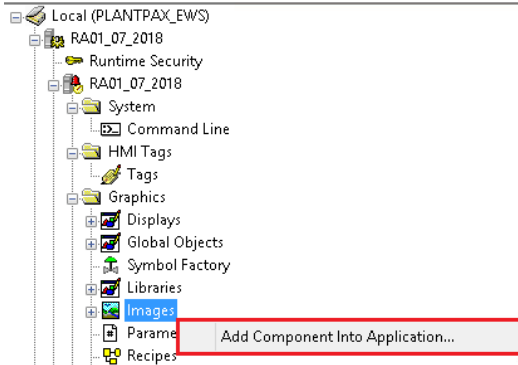 Local (PLANTPAX_EWS)
RA01_07_2018
Runtime Security
RA01_07_2018
System
Command Line
HMI Tags
Tags
Graphics
Displays
Global Objects
Symbol Factory
Libraries
Images
Parame
Add Component Into Application...
Recipes